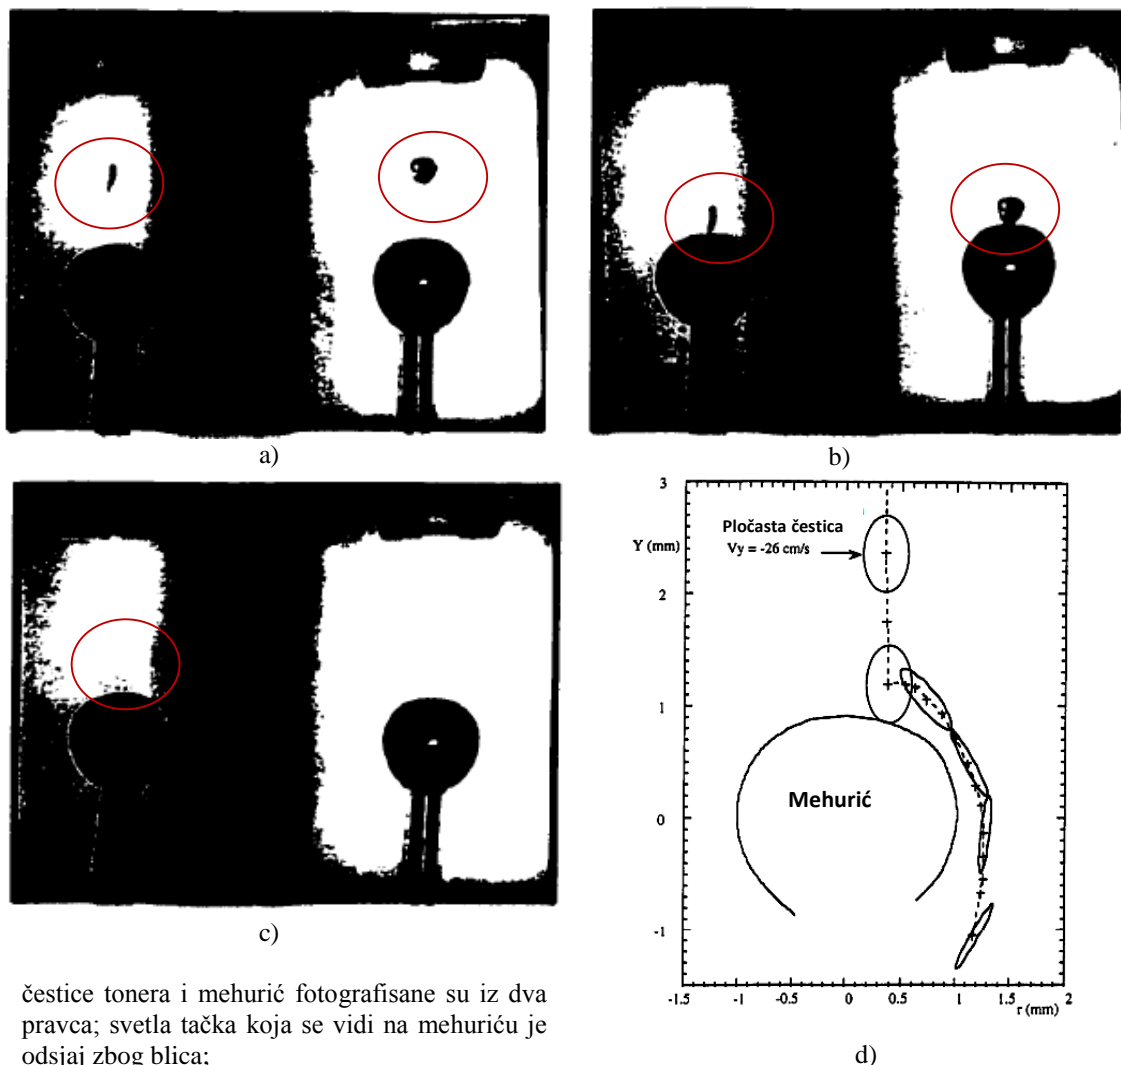 a)
b)
c)
3
Y (mm)
2
1
0
-1
Pločasta čestica
Vy = -26 cm/s
Mehurić
-1.5
-1
-0.5
0
0.5
1
1.5
2
r (mm)
d)
čestice tonera i mehurić fotografisane su iz dva
pravca; svetla tačka koja se vidi na mehuriću je
odsjaj zbog blica;